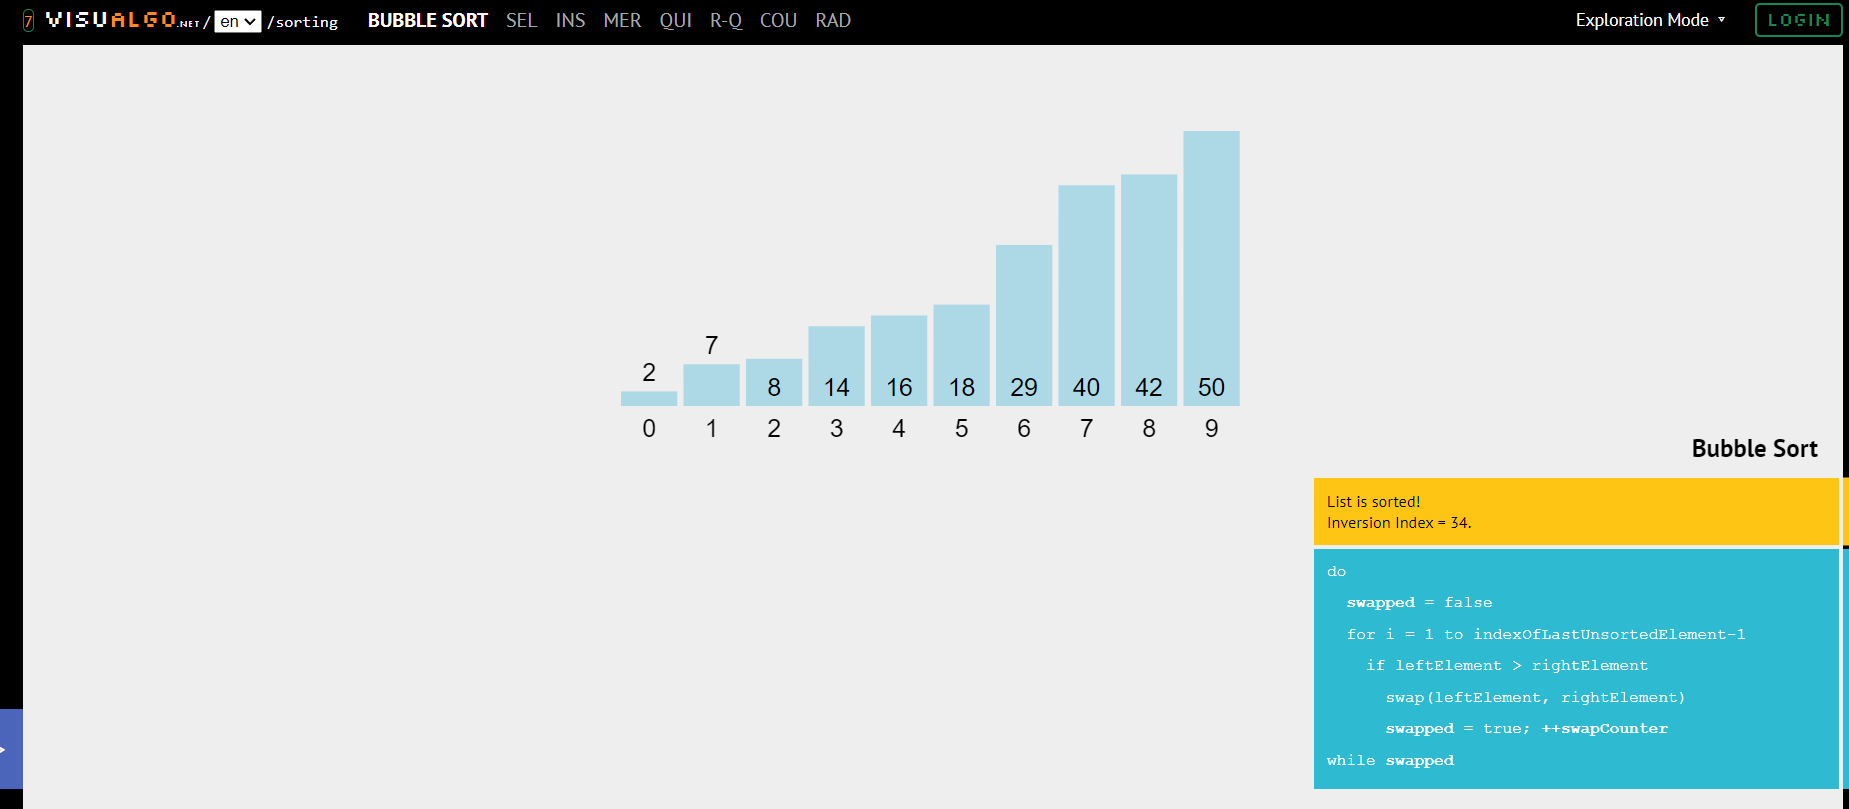 7 VISUALGO.NET / en /sorting BUBBLE SORT SEL INS MER QUI R-Q COU RAD Exploration Mode ▾ LOGIN
7
2
8 14 16 18 29 40 42 50
0 1 2 3 4 5 6 7 8 9
Bubble Sort
List is sorted!
Inversion Index = 34.
do
swapped = false
for i = 1 to indexOfLastUnsortedElement-1
if leftElement > rightElement
swap(leftElement, rightElement)
swapped = true; ++swapCounter
while swapped